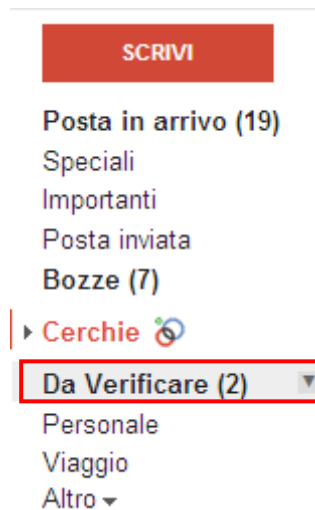 SCRIVI
Posta in arrivo (19)
Speciali
Importanti
Posta inviata
Bozze (7)
Cerchie
Da Verificare (2)
Personale
Viaggio
Altro